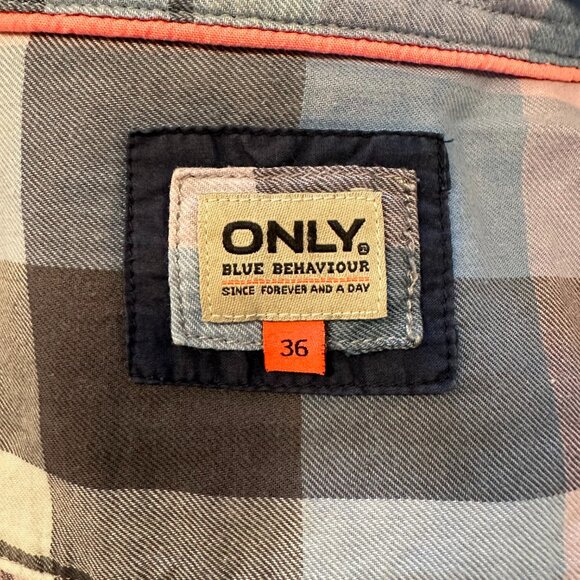 ONLY®
BLUE BEHAVIOUR
SINCE FOREVER AND A DAY
36